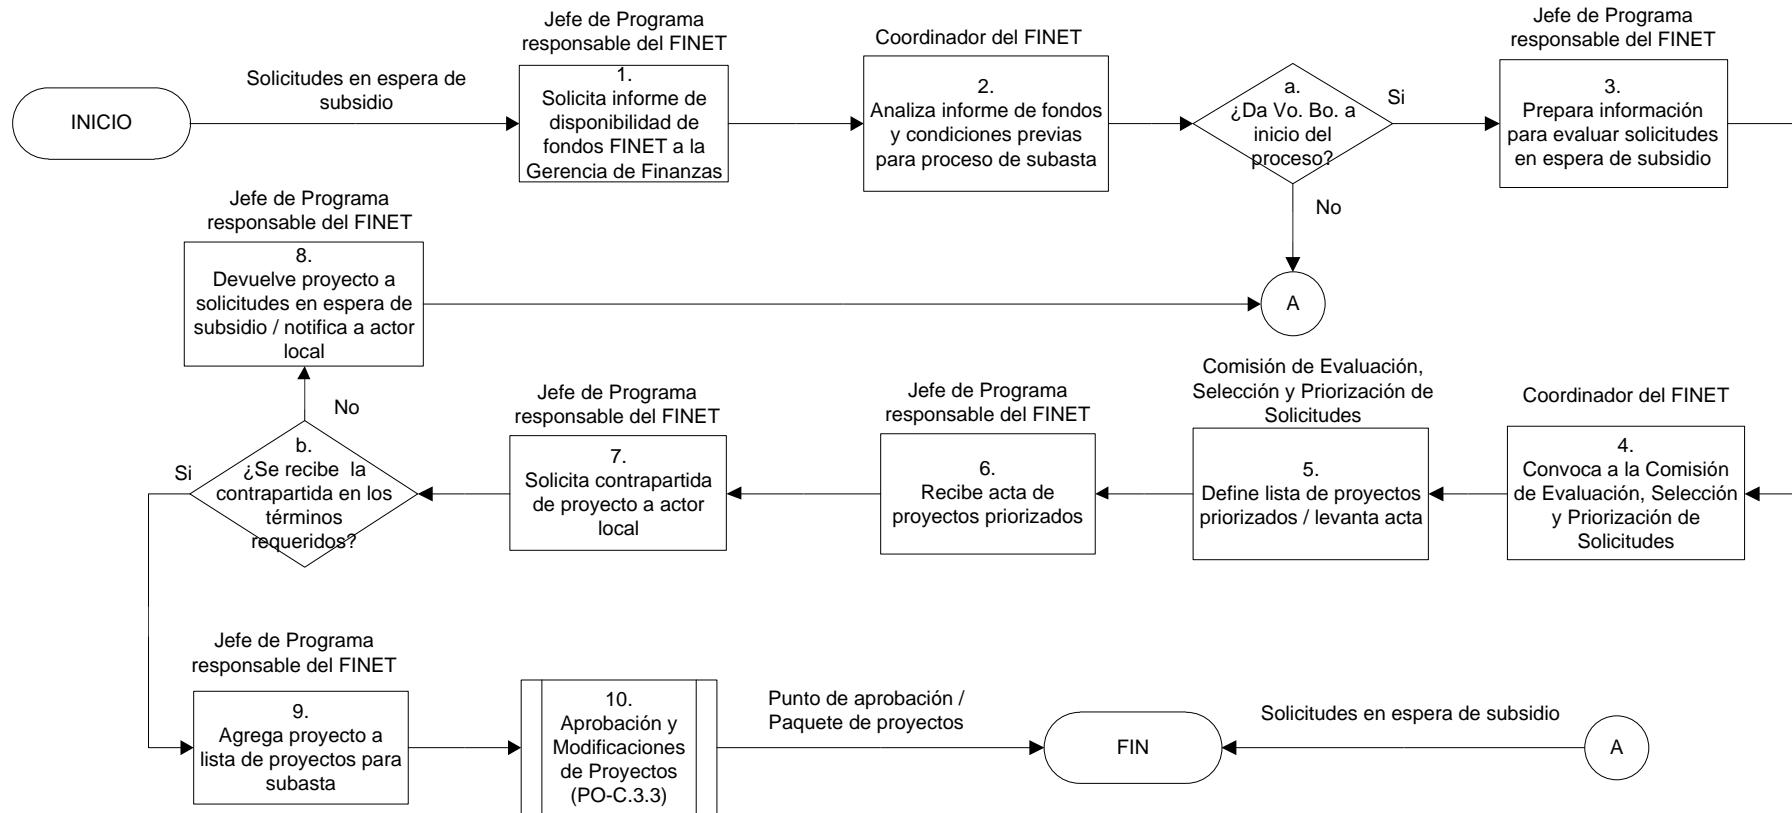 INICIO
Solicitudes en espera de
subsidio
Jefe de Programa
responsable del FINET
1.
Solicita informe de
disponibilidad de
fondos FINET a la
Gerencia de Finanzas
Coordinador del FINET
2.
Analiza informe de fondos
y condiciones previas
para proceso de subasta
a.
¿Da Vo. Bo. a
inicio del
proceso?
Si
No
Jefe de Programa
responsable del FINET
3.
Prepara información
para evaluar solicitudes
en espera de subsidio
Jefe de Programa
responsable del FINET
8.
Devuelve proyecto a
solicitudes en espera de
subsidio / notifica a actor
local
A
Coordinador del FINET
4.
Convoca a la Comisión
de Evaluación, Selección
y Priorización de
Solicitudes
Comisión de Evaluación,
Selección y Priorización de
Solicitudes
5.
Define lista de proyectos
priorizados / levanta acta
Jefe de Programa
responsable del FINET
6.
Recibe acta de
proyectos priorizados
Jefe de Programa
responsable del FINET
7.
Solicita contrapartida
de proyecto a actor
local
No
b.
¿Se recibe la
contrapartida en los
términos
requeridos?
Si
Jefe de Programa
responsable del FINET
9.
Agrega proyecto a
lista de proyectos para
subasta
10.
Aprobación y
Modificaciones
de Proyectos
(PO-C.3.3)
Punto de aprobación /
Paquete de proyectos
FIN
Solicitudes en espera de subsidio
A